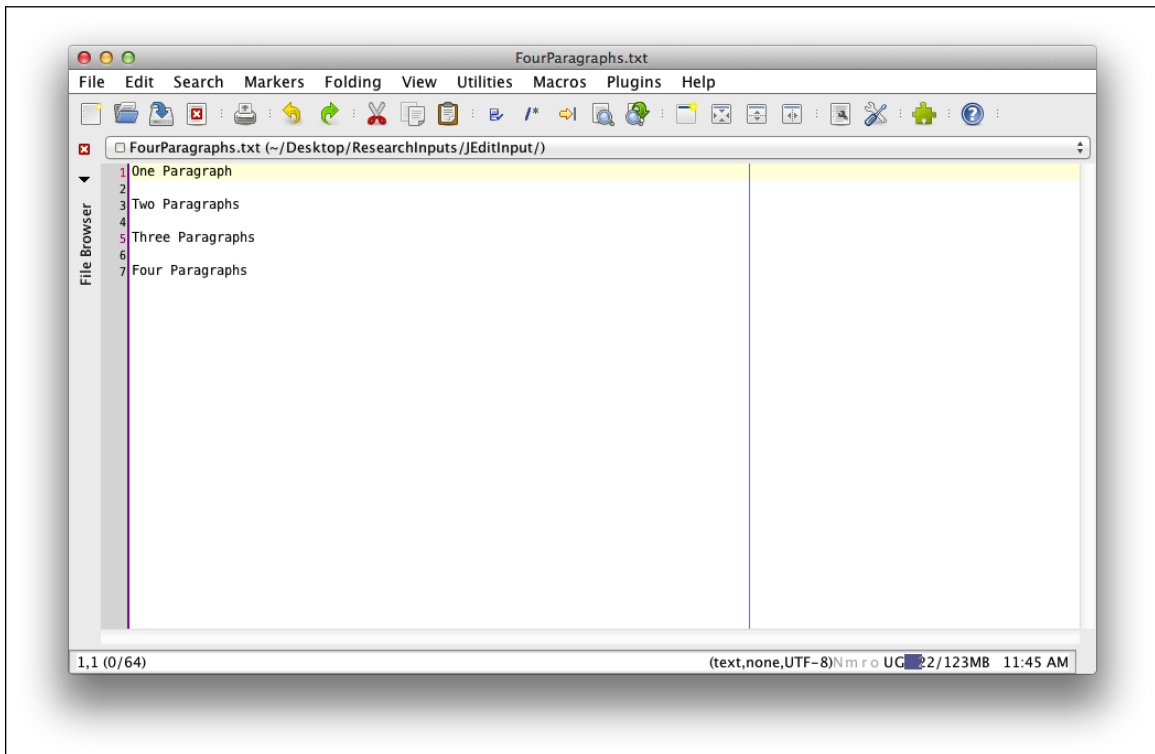 FourParagraphs.txt
File Edit Search Markers Folding View Utilities Macros Plugins Help
FourParagraphs.txt (~/Desktop/ResearchInputs/JEditInput/)
File Browser
1 One Paragraph
2
3 Two Paragraphs
4
5 Three Paragraphs
6
7 Four Paragraphs
1,1 (0/64) (text,none,UTF-8)N m r o UG 22/123MB 11:45 AM